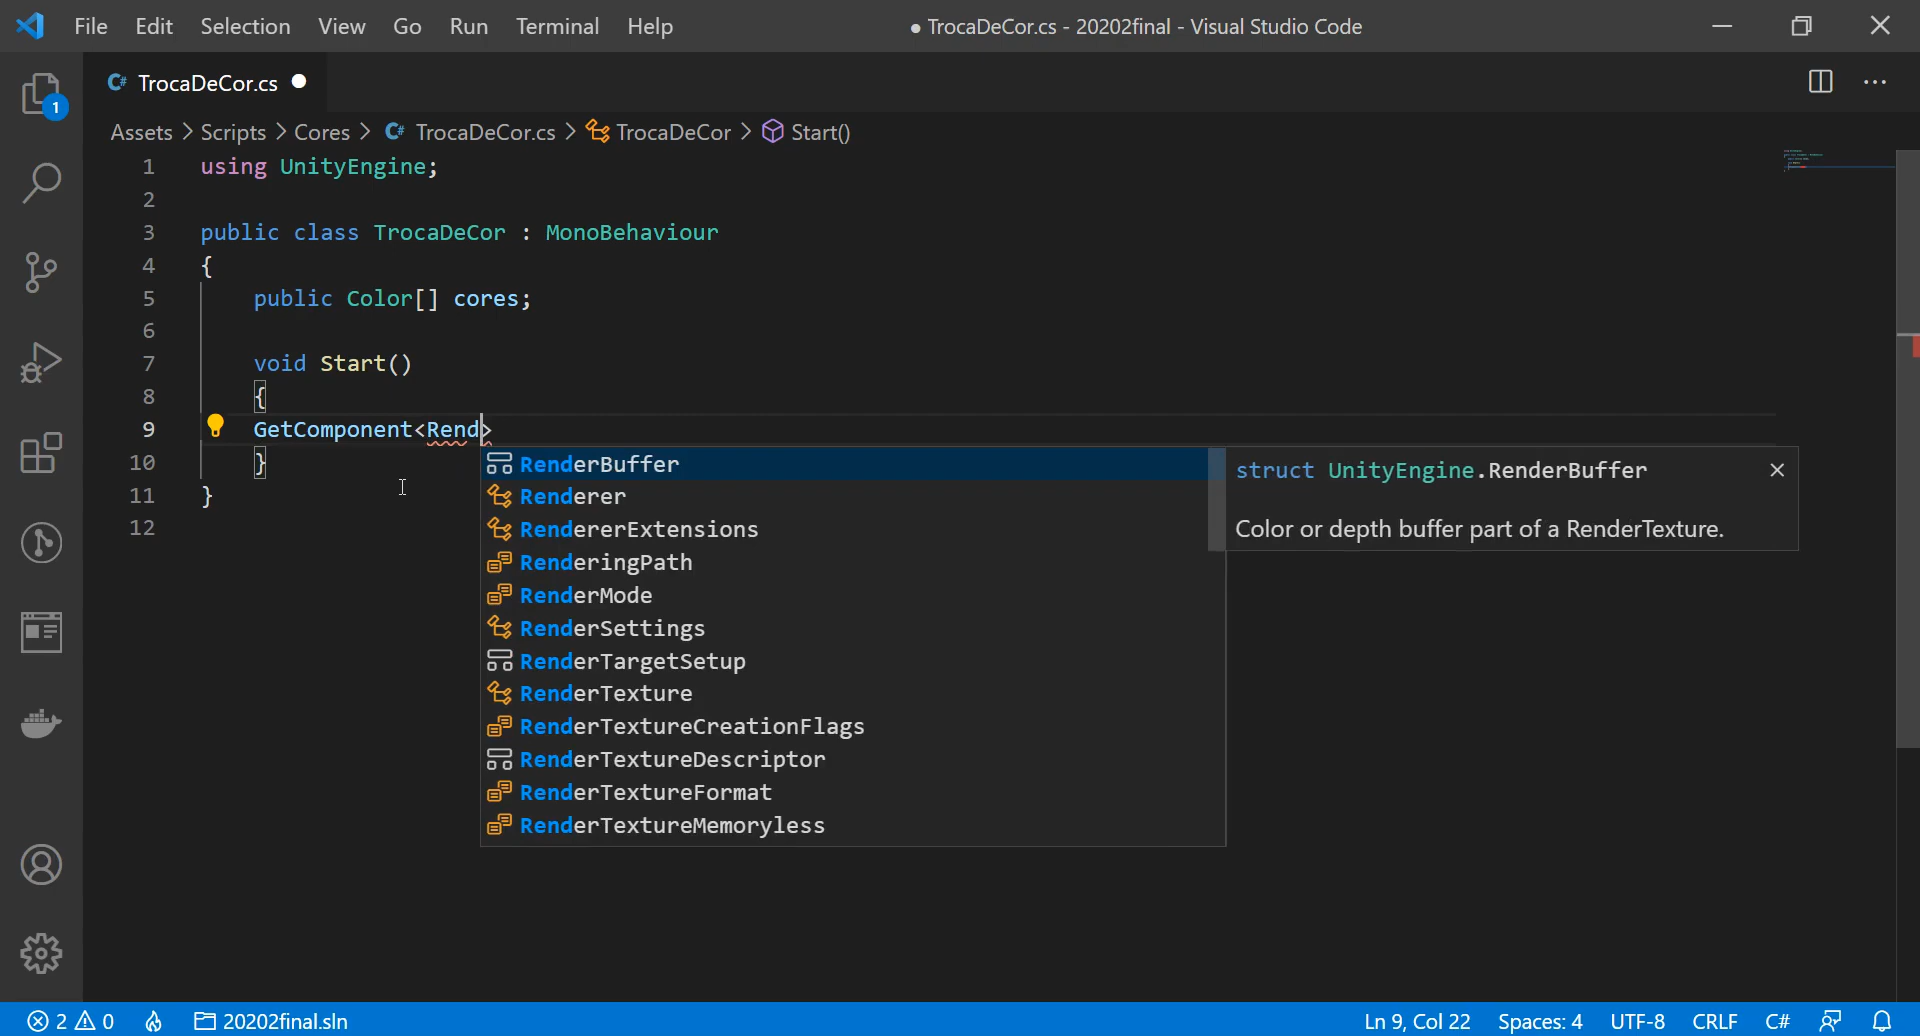 File Edit Selection View Go Run Terminal Help ● TrocaDeCor.cs - 20202final - Visual Studio Code
1
TrocaDeCor.cs ●
Assets > Scripts > Cores > TrocaDeCor.cs > TrocaDeCor > Start()
1 using UnityEngine;
2
3 public class TrocaDeCor : MonoBehaviour
4 {
5 public Color[] cores;
6
7 void Start()
8 {
9 GetComponent<Rend>
10 }
11 }
12
RenderBuffer
Renderer
RendererExtensions
RenderingPath
RenderMode
RenderSettings
RenderTargetSetup
RenderTexture
RenderTextureCreationFlags
RenderTextureDescriptor
RenderTextureFormat
RenderTextureMemoryless
struct UnityEngine.RenderBuffer
Color or depth buffer part of a RenderTexture.
2 0 20202final.sln Ln 9, Col 22 Spaces: 4 UTF-8 CRLF C#